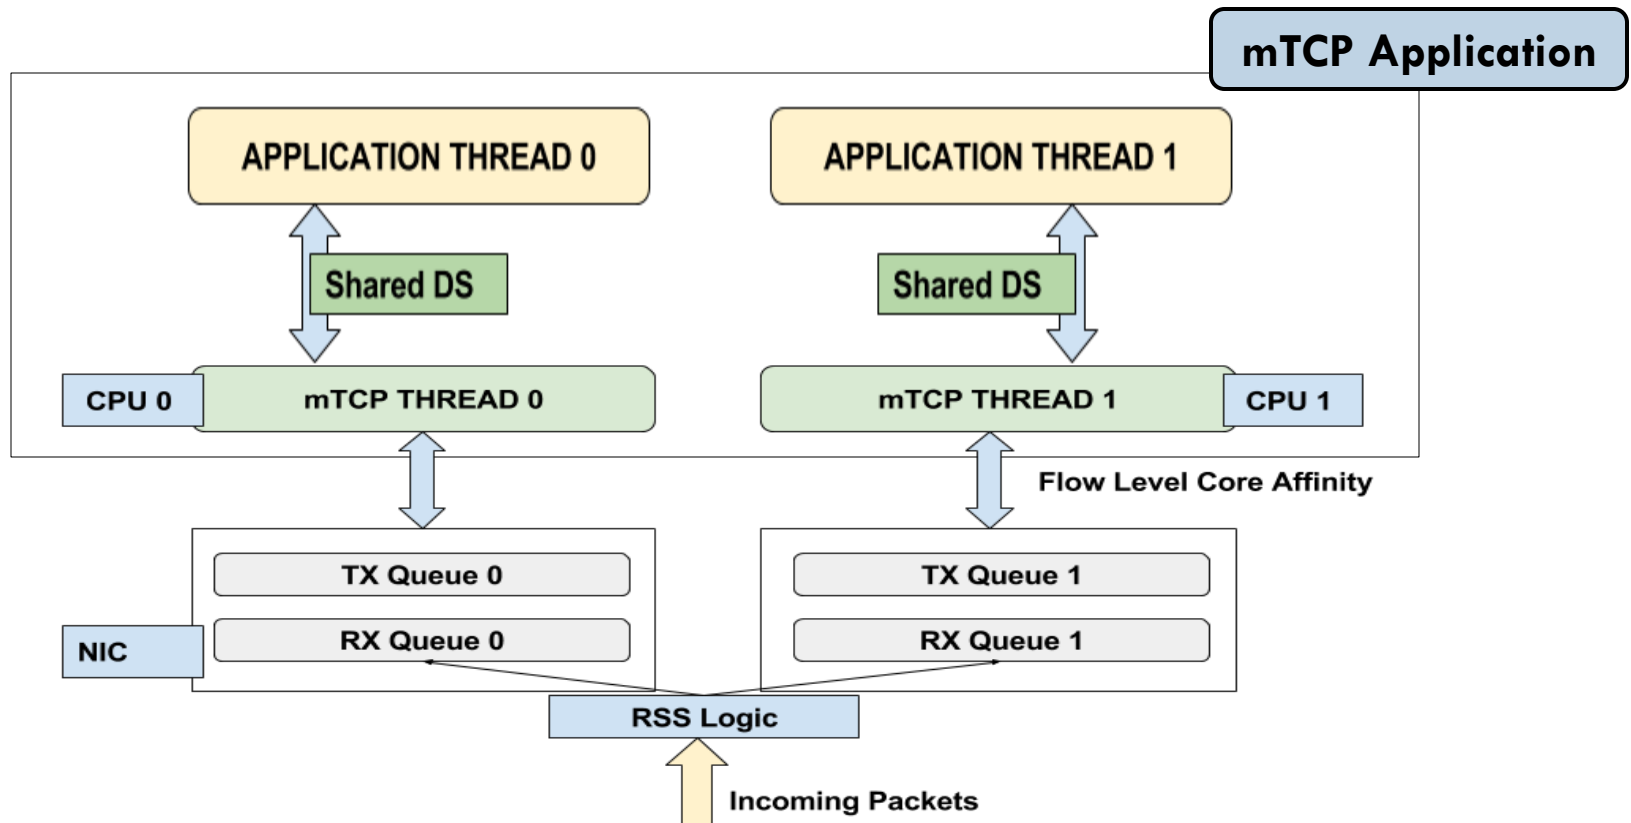 mTCP Application
APPLICATION THREAD 0
APPLICATION THREAD 1
Shared DS
Shared DS
CPU 0
mTCP THREAD 0
mTCP THREAD 1
CPU 1
Flow Level Core Affinity
TX Queue 0
TX Queue 1
NIC
RX Queue 0
RX Queue 1
RSS Logic
Incoming Packets